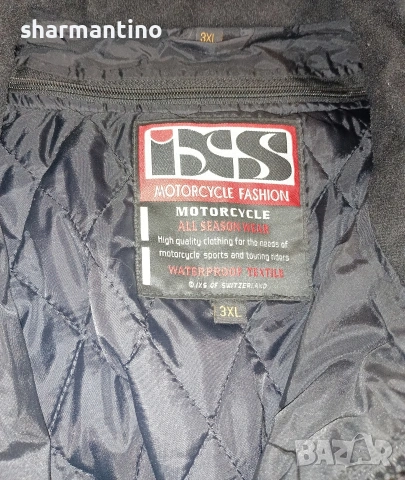 sharmantino
3XL
iXS
MOTORCYCLE FASHION
MOTORCYCLE
ALL SEASON WEAR
High quality clothing for the needs of
motorcycle sports and touring riders
WATERPROOF TEXTILE
© iXS OF SWITZERLAND
3XL
BAZAR